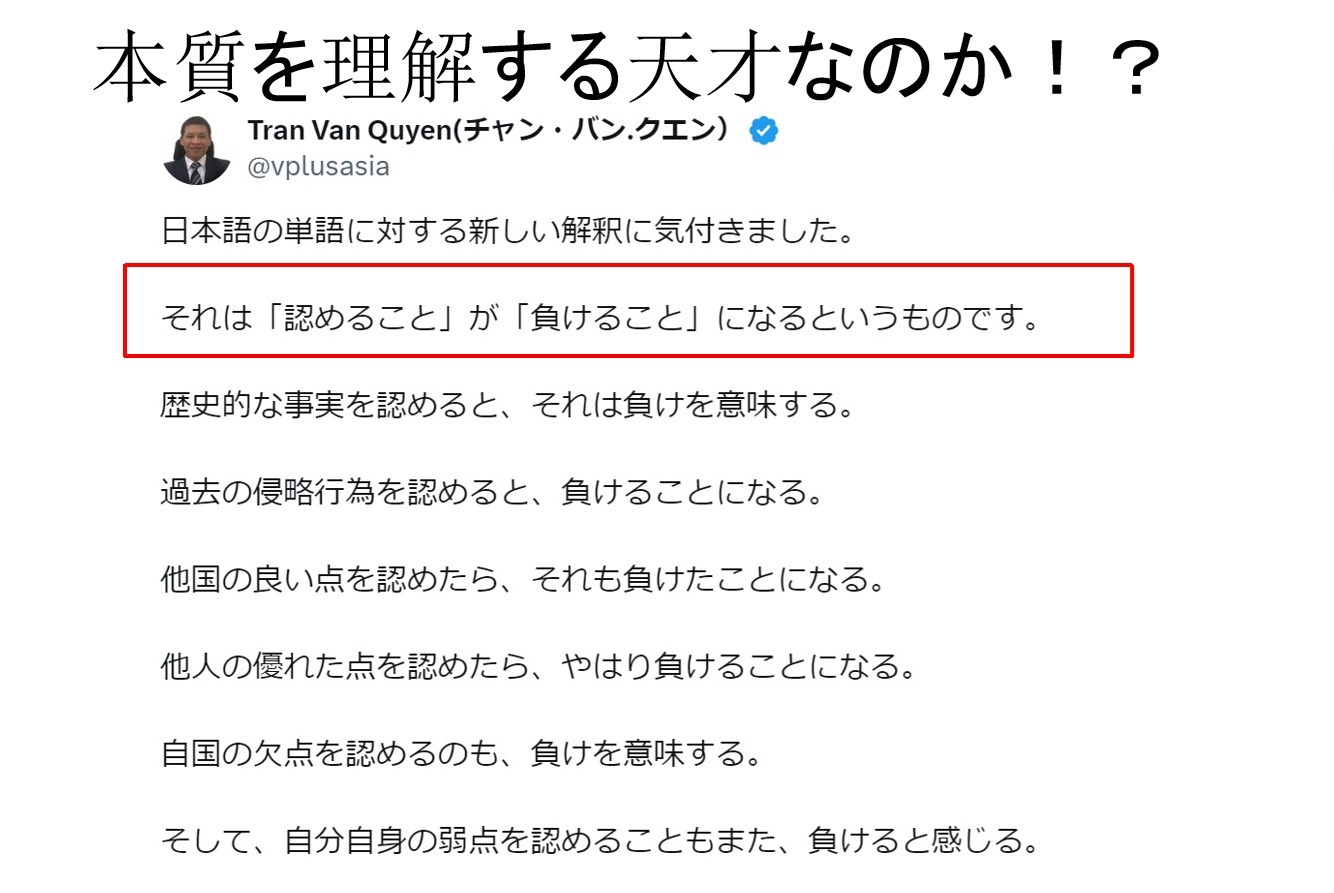 本質を理解する天才なのか！？
Tran Van Quyen(チャン・バン.クエン）
@vplusasia
日本語の単語に対する新しい解釈に気付きました。
それは「認めること」が「負けること」になるというものです。
歴史的な事実を認めると、それは負けを意味する。
過去の侵略行為を認めると、負けることになる。
他国の良い点を認めたら、それも負けたことになる。
他人の優れた点を認めたら、やはり負けることになる。
自国の欠点を認めるのも、負けを意味する。
そして、自分自身の弱点を認めることもまた、負けると感じる。